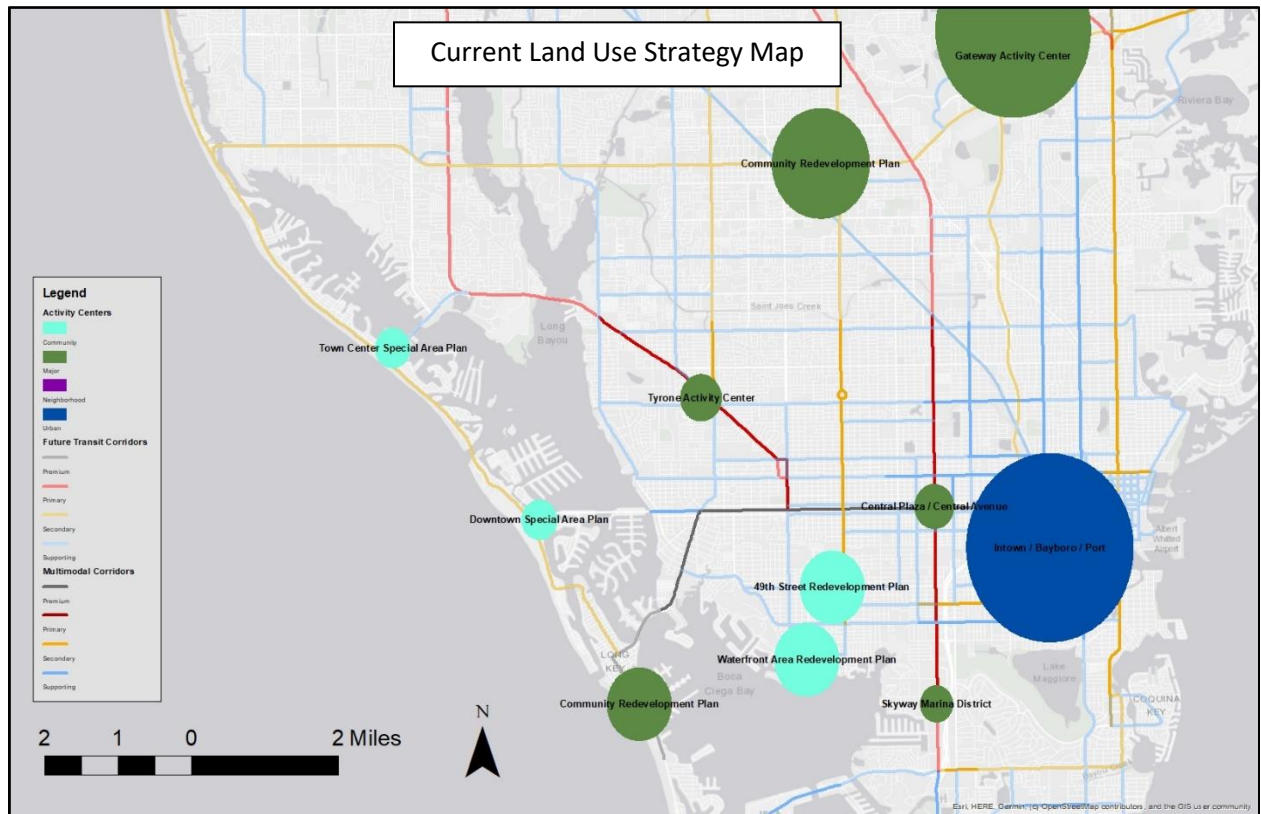 Current Land Use Strategy Map
Gateway Activity Center
Riviera Bay
Community Redevelopment Plan
Saint Joes Creek
Long
Bayou
Town Center Special Area Plan
Tyrone Activity Center
Legend
Activity Centers
Community
Major
Neighborhood
Urban
Future Transit Corridors
Premium
Primary
Secondary
Supporting
Multimodal Corridors
Premium
Primary
Secondary
Supporting
Downtown Special Area Plan
Central Plaza / Central Avenue
Albert
Whitted
Airport
Intown / Bayboro / Port
49th Street Redevelopment Plan
LONG
KEY
Waterfront Area Redevelopment Plan
Boca
Ciega Bay
Lake
Maggiore
Community Redevelopment Plan
Skyway Marina District
COQUINA
KEY
N
2 1 0 2 Miles
Esri, HERE, Garmin, (c) OpenStreetMap contributors, and the GIS user community